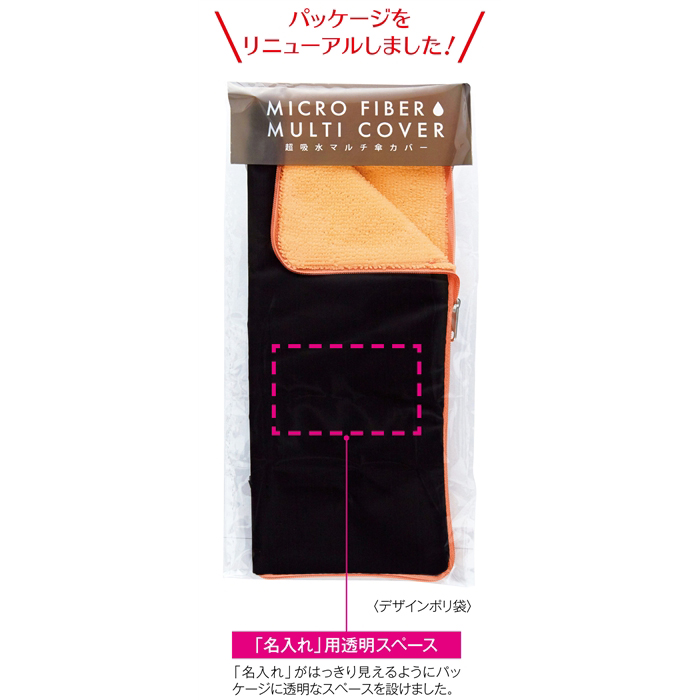 パッケージを
リニューアルしました！
MICRO FIBER
MULTI COVER
超吸水マルチ傘カバー
〈デザインポリ袋〉
「名入れ」用透明スペース
「名入れ」がはっきり見えるようにパッ
ケージに透明なスペースを設けました。